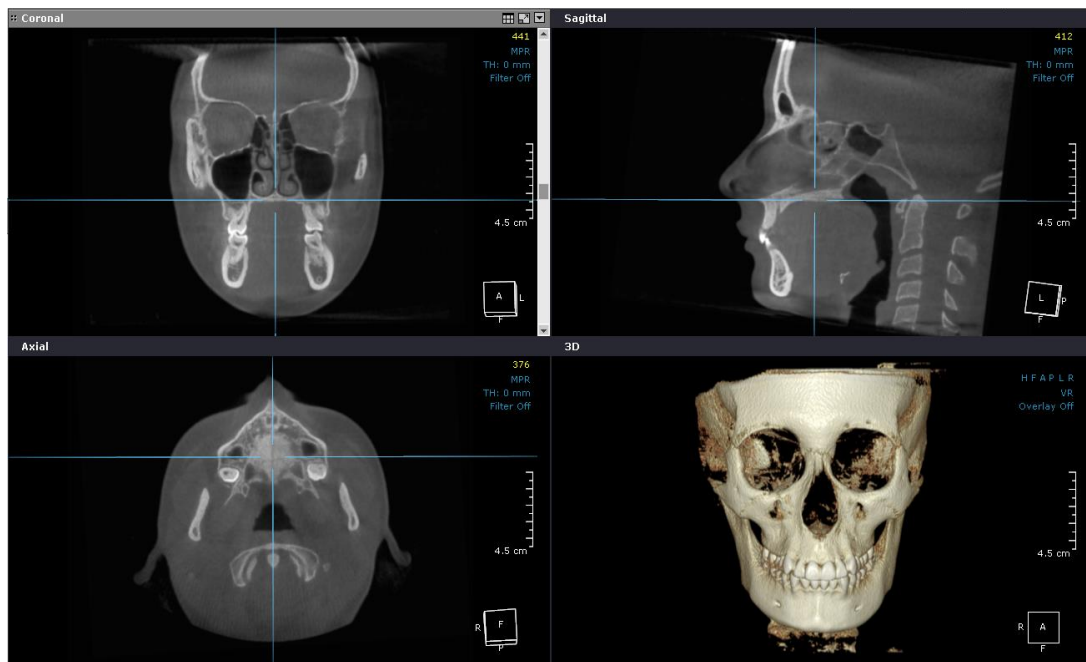 Coronal
441
MPR
TH: 0 mm
Filter Off
4.5 cm
A
L
F
Sagittal
412
MPR
TH: 0 mm
Filter Off
4.5 cm
L
P
F
Axial
376
MPR
TH: 0 mm
Filter Off
4.5 cm
R
F
P
3D
H F A P L R
VR
Overlay Off
4.5 cm
R
A
F